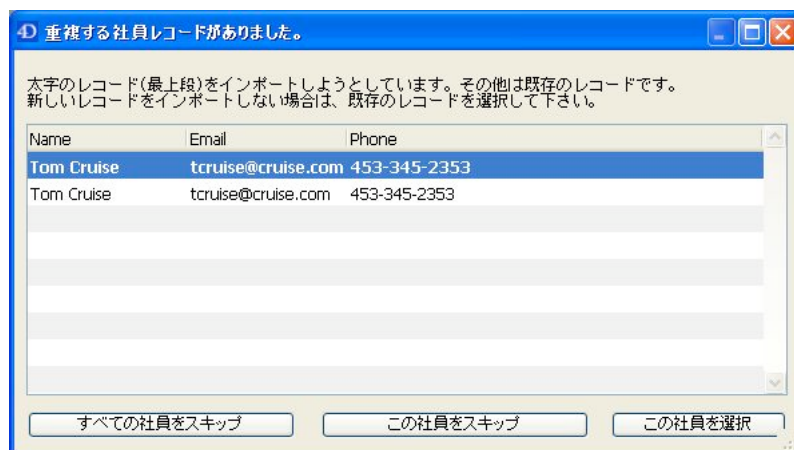 4D 重複する社員レコードがありました。
太字のレコード(最上段)をインポートしようとしています。その他は既存のレコードです。
新しいレコードをインポートしない場合は、既存のレコードを選択して下さい。
Name Email Phone
Tom Cruise tcruise@cruise.com 453-345-2353
Tom Cruise tcruise@cruise.com 453-345-2353
すべての社員をスキップ この社員をスキップ この社員を選択